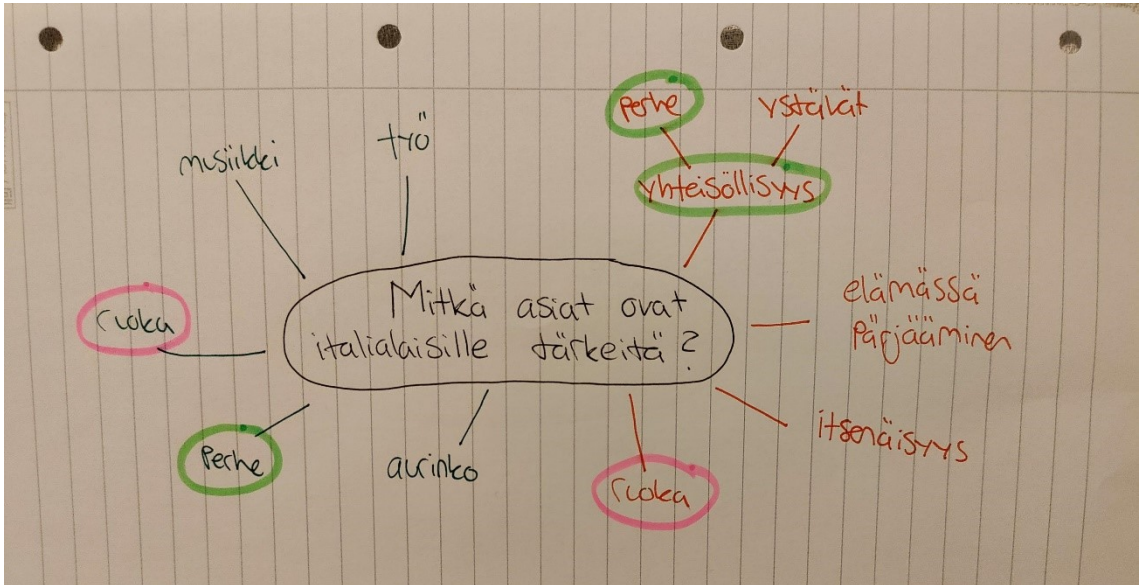 perhe
ystävät
työ
musiikki
yhteisöllisyys
Mitkä asiat ovat
italialaisille tärkeitä?
elämässä
pärjääminen
ruoka
itsenäisyys
perhe
aurinko
ruoka